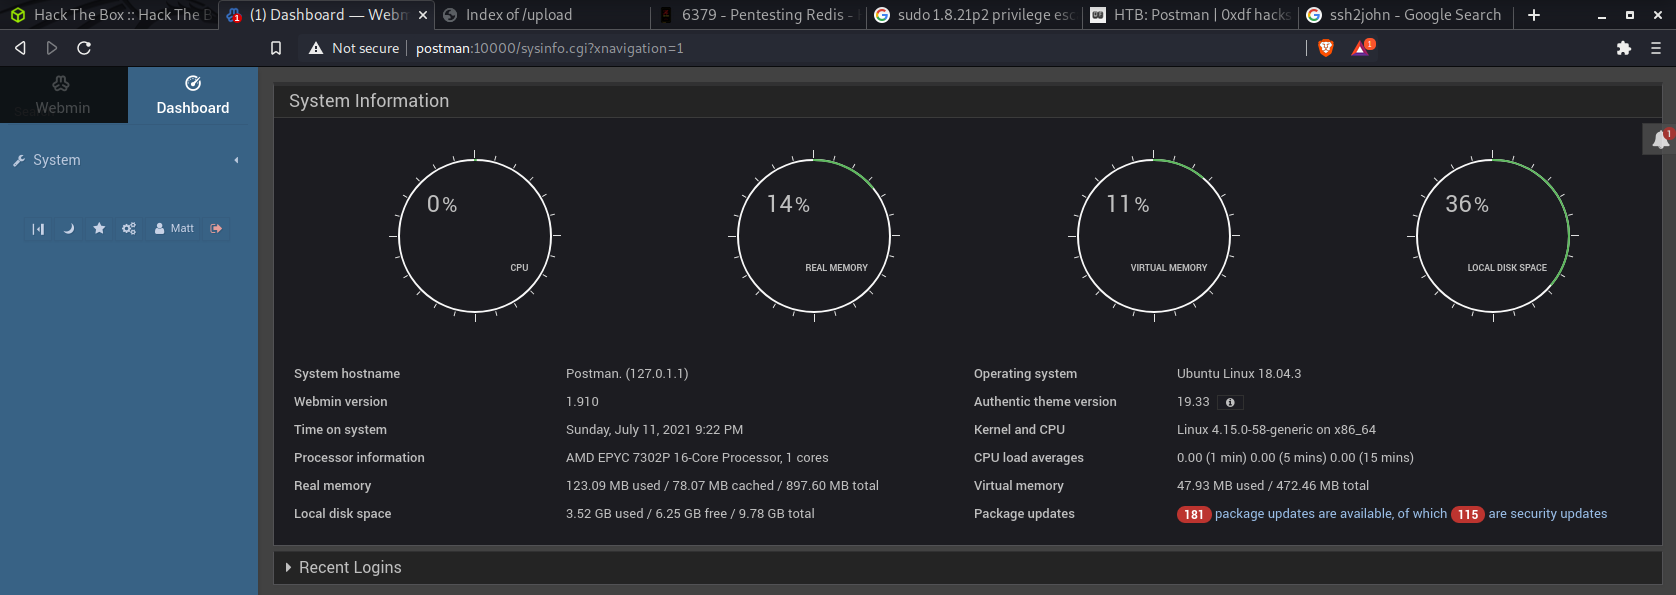 Hack The Box :: Hack The B
(1) Dashboard — Webm
Index of /upload
6379 - Pentesting Redis -
sudo 1.8.21p2 privilege esc
HTB: Postman | 0xdf hacks
ssh2john - Google Search
Not secure postman:10000/sysinfo.cgi?xnavigation=1
1
Webmin
Dashboard
System
Matt
System Information
1
0%
CPU
14%
REAL MEMORY
11%
VIRTUAL MEMORY
36%
LOCAL DISK SPACE
System hostname Postman. (127.0.1.1) Operating system Ubuntu Linux 18.04.3
Webmin version 1.910 Authentic theme version 19.33
Time on system Sunday, July 11, 2021 9:22 PM Kernel and CPU Linux 4.15.0-58-generic on x86_64
Processor information AMD EPYC 7302P 16-Core Processor, 1 cores CPU load averages 0.00 (1 min) 0.00 (5 mins) 0.00 (15 mins)
Real memory 123.09 MB used / 78.07 MB cached / 897.60 MB total Virtual memory 47.93 MB used / 472.46 MB total
Local disk space 3.52 GB used / 6.25 GB free / 9.78 GB total Package updates 181 package updates are available, of which 115 are security updates
Recent Logins